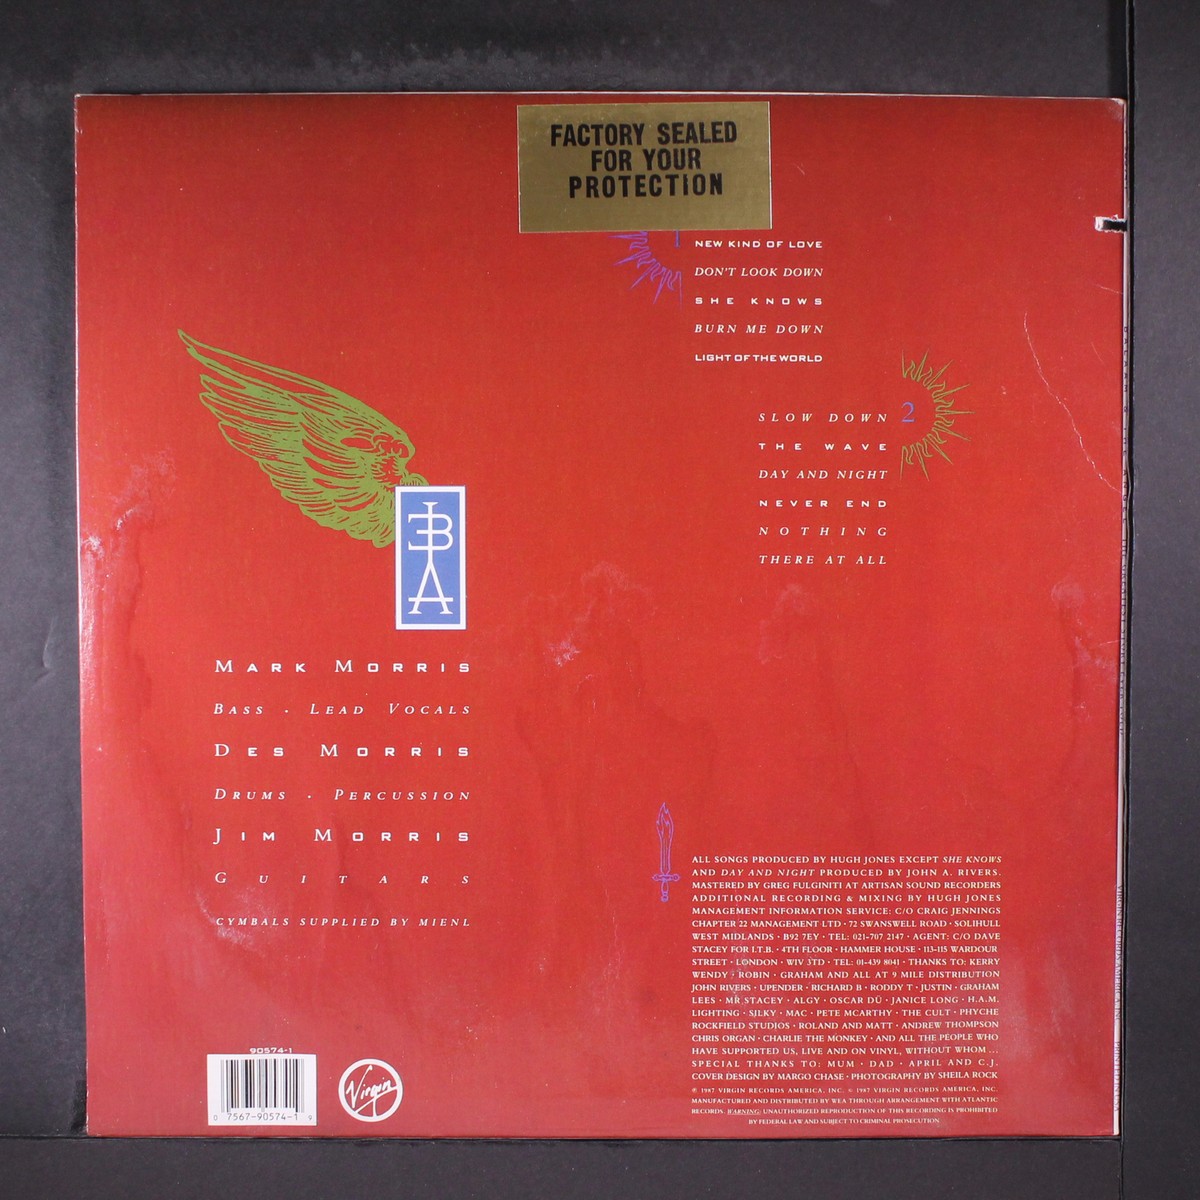 FACTORY SEALED
FOR YOUR
PROTECTION
1
NEW KIND OF LOVE
DON'T LOOK DOWN
SHE KNOWS
BURN ME DOWN
LIGHT OF THE WORLD
2
SLOW DOWN
THE WAVE
DAY AND NIGHT
NEVER END
NOTHING
THERE AT ALL
MARK MORRIS
BASS · LEAD VOCALS
DES MORRIS
DRUMS · PERCUSSION
JIM MORRIS
GUITARS
CYMBALS SUPPLIED BY MIENL
ALL SONGS PRODUCED BY HUGH JONES EXCEPT SHE KNOWS
AND DAY AND NIGHT PRODUCED BY JOHN A. RIVERS.
MASTERED BY GREG FULGINITI AT ARTISAN SOUND RECORDERS
ADDITIONAL RECORDING & MIXING BY HUGH JONES
MANAGEMENT INFORMATION SERVICE: C/O CRAIG JENNINGS
CHAPTER 22 MANAGEMENT LTD · 72 SWANSWELL ROAD · SOLIHULL
WEST MIDLANDS · B92 7EY · TEL: 021-707 2147 · AGENT: C/O DAVE
STACEY FOR I.T.B. · 4TH FLOOR · HAMMER HOUSE · 113-115 WARDOUR
STREET · LONDON · W1V 3TD · TEL: 01-439 8041 · THANKS TO: KERRY
WENDY · ROBIN · GRAHAM AND ALL AT 9 MILE DISTRIBUTION
JOHN RIVERS · UPENDER · RICHARD B · RODDY T · JUSTIN · GRAHAM
LEES · MR STACEY · ALGY · OSCAR DÜ · JANICE LONG · H.A.M.
LIGHTING · SILKY · MAC · PETE MCARTHY · THE CULT · PHYCHE
ROCKFIELD STUDIOS · ROLAND AND MATT · ANDREW THOMPSON
CHRIS ORGAN · CHARLIE THE MONKEY · AND ALL THE PEOPLE WHO
HAVE SUPPORTED US, LIVE AND ON VINYL, WITHOUT WHOM ...
SPECIAL THANKS TO: MUM · DAD · APRIL AND C.J.
COVER DESIGN BY MARGO CHASE · PHOTOGRAPHY BY SHEILA ROCK
℗ 1987 VIRGIN RECORDS AMERICA, INC. © 1987 VIRGIN RECORDS AMERICA, INC.
MANUFACTURED AND DISTRIBUTED BY WEA THROUGH ARRANGEMENT WITH ATLANTIC
RECORDS. WARNING: UNAUTHORIZED REPRODUCTION OF THIS RECORDING IS PROHIBITED
BY FEDERAL LAW AND SUBJECT TO CRIMINAL PROSECUTION
90574-1
0 7567-90574-1 9
Virgin